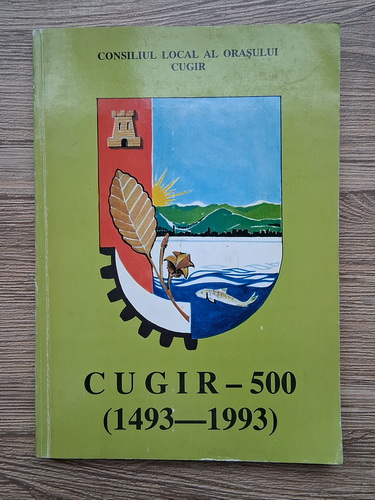 CONSILIUL LOCAL AL ORAŞULUI
CUGIR
CUGIR – 500
(1493—1993)